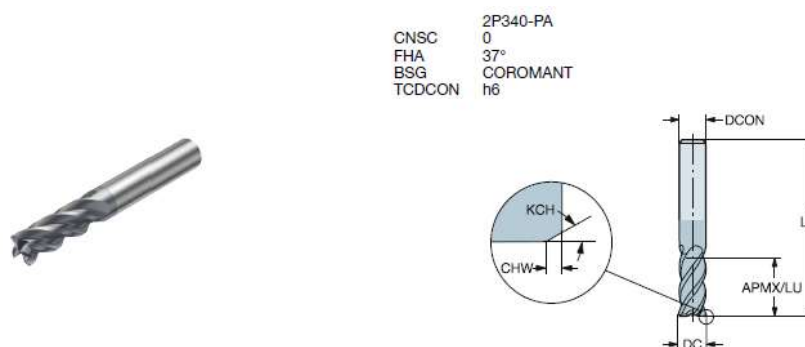 2P340-PA
CNSC 0
FHA 37°
BSG COROMANT
TCDCON h6
DCON
KCH
CHW
APMX/LU
DC